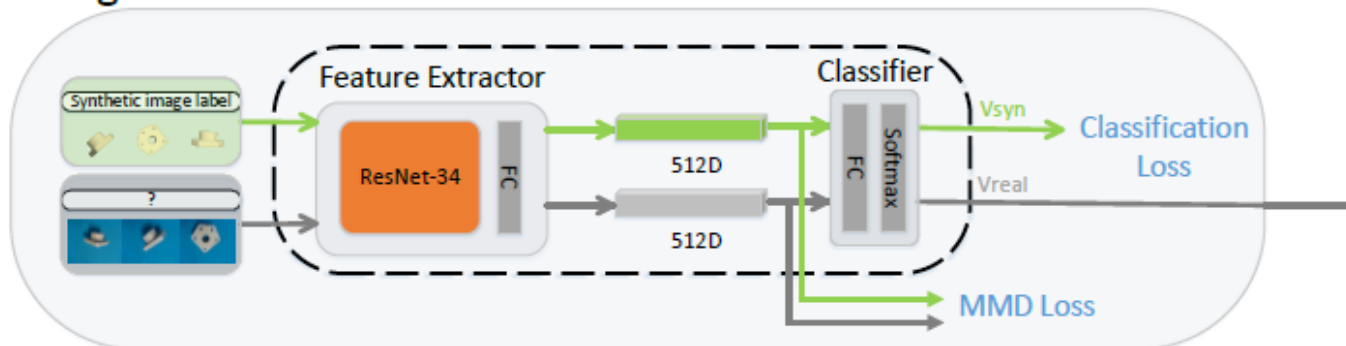 Feature Extractor
Classifier
Synthetic image label
?
ResNet-34
FC
512D
512D
FC
Softmax
Vsyn
Vreal
Classification
Loss
MMD Loss